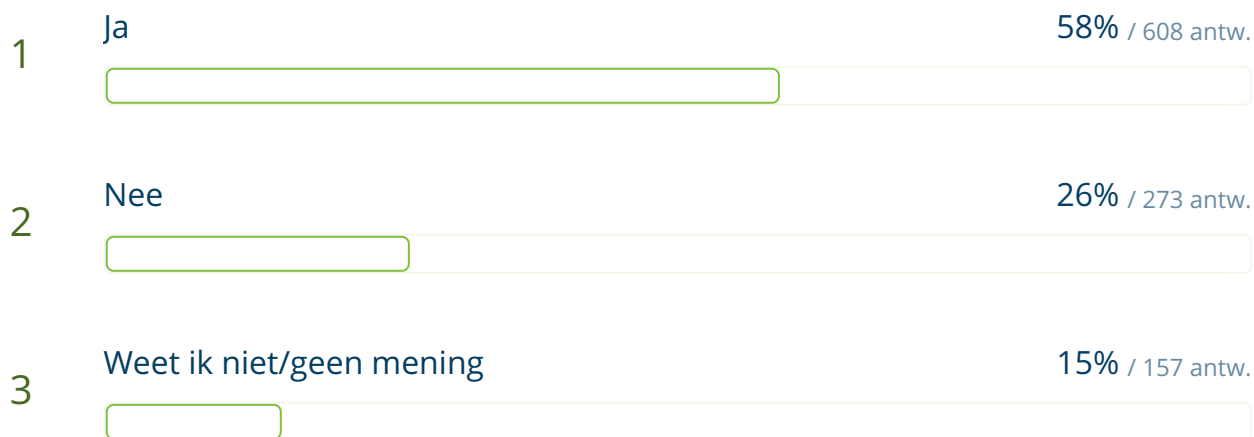 1 Ja 58% / 608 antw.
2 Nee 26% / 273 antw.
3 Weet ik niet/geen mening 15% / 157 antw.